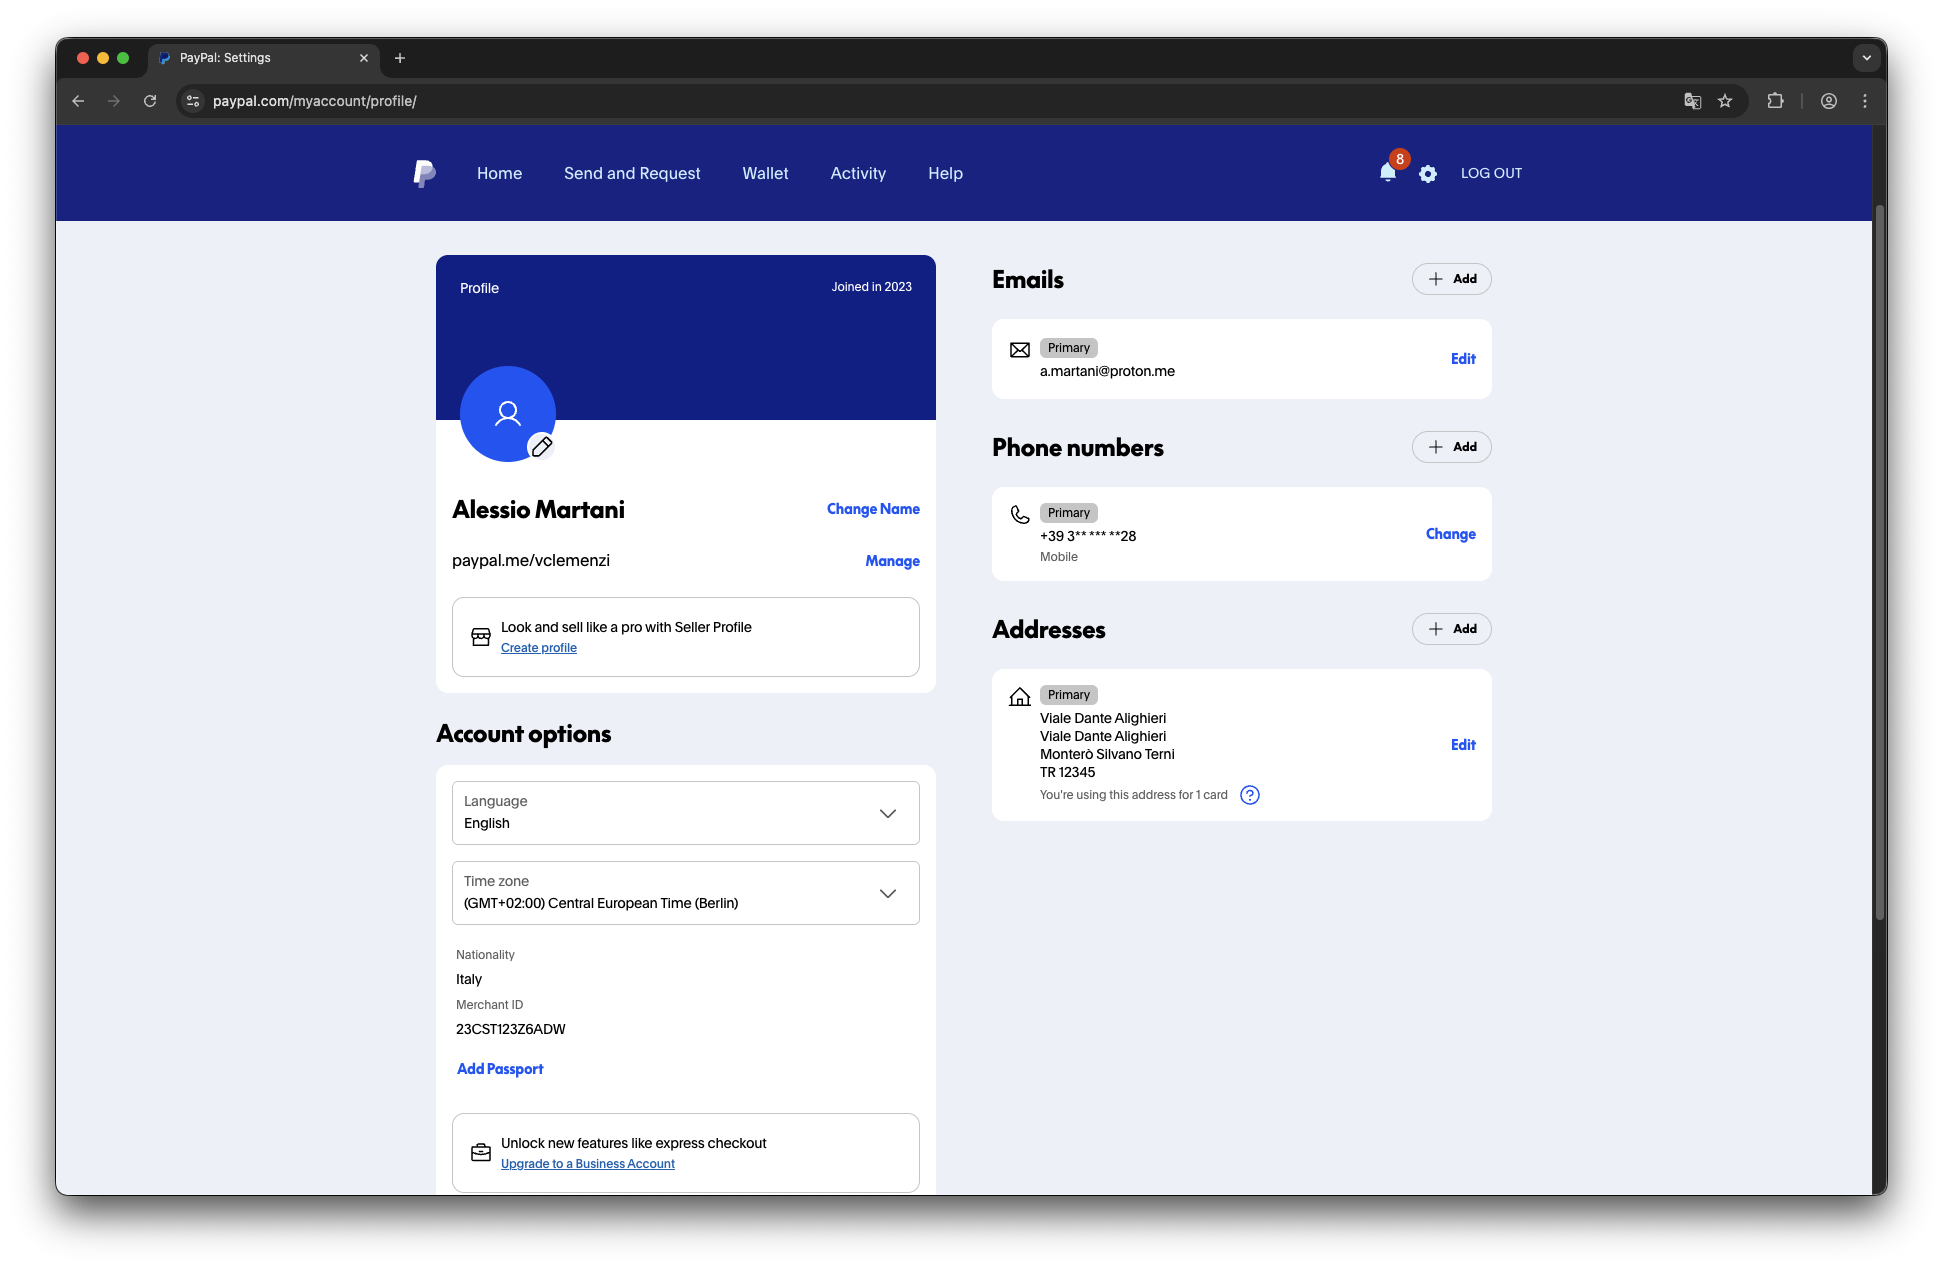 PayPal: Settings
paypal.com/myaccount/profile/
Home
Send and Request
Wallet
Activity
Help
8
LOG OUT
Profile
Joined in 2023
Alessio Martani
Change Name
paypal.me/vclemenzi
Manage
Look and sell like a pro with Seller Profile
Create profile
Account options
Language
English
Time zone
(GMT+02:00) Central European Time (Berlin)
Nationality
Italy
Merchant ID
23CST123Z6ADW
Add Passport
Unlock new features like express checkout
Upgrade to a Business Account
Emails
Add
Primary
a.martani@proton.me
Edit
Phone numbers
Add
Primary
+39 3** *** **28
Mobile
Change
Addresses
Add
Primary
Viale Dante Alighieri
Viale Dante Alighieri
Monterò Silvano Terni
TR 12345
You're using this address for 1 card
Edit